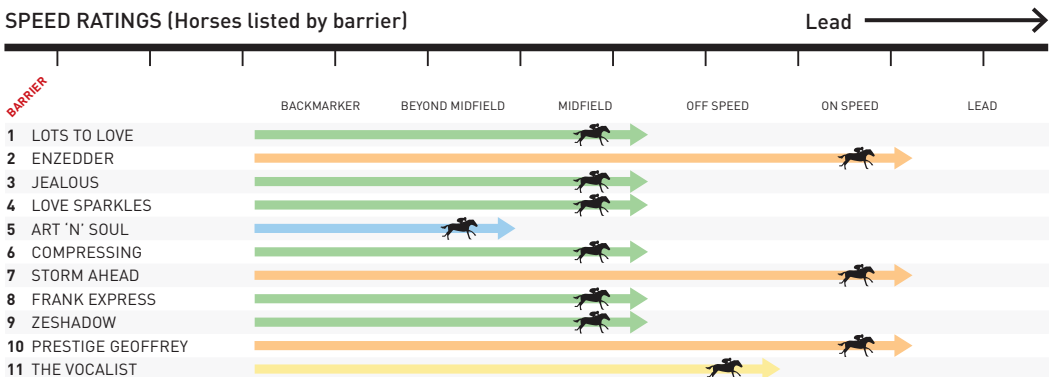 SPEED RATINGS (Horses listed by barrier) Lead
BARRIER
BACKMARKER BEYOND MIDFIELD MIDFIELD OFF SPEED ON SPEED LEAD
1 LOTS TO LOVE
2 ENZEDDER
3 JEALOUS
4 LOVE SPARKLES
5 ART ‘N’ SOUL
6 COMPRESSING
7 STORM AHEAD
8 FRANK EXPRESS
9 ZESHADOW
10 PRESTIGE GEOFFREY
11 THE VOCALIST